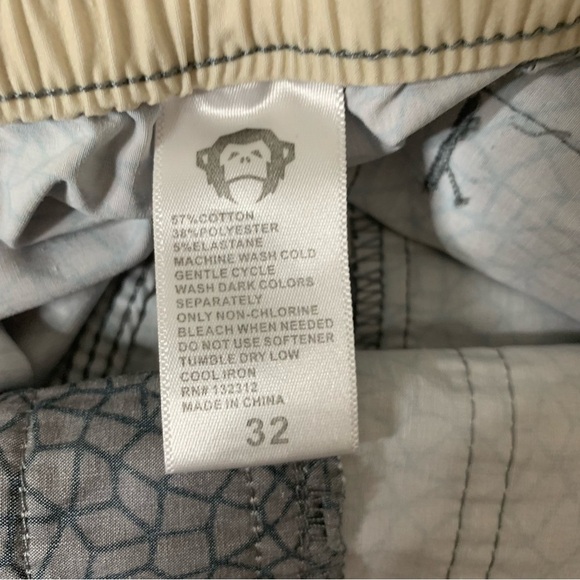 57%COTTON
38%POLYESTER
5%ELASTANE
MACHINE WASH COLD
GENTLE CYCLE
WASH DARK COLORS
SEPARATELY
ONLY NON-CHLORINE
BLEACH WHEN NEEDED
DO NOT USE SOFTENER
TUMBLE DRY LOW
COOL IRON
RN# 132312
MADE IN CHINA
32